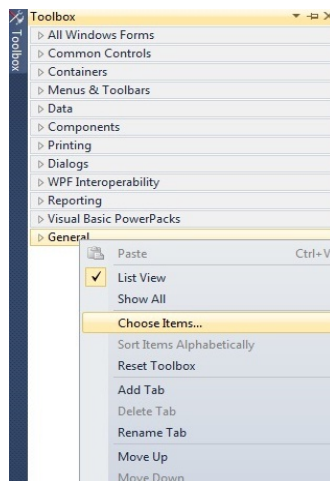 Toolbox
Toolbox
All Windows Forms
Common Controls
Containers
Menus & Toolbars
Data
Components
Printing
Dialogs
WPF Interoperability
Reporting
Visual Basic PowerPacks
General
Paste Ctrl+V
List View
Show All
Choose Items...
Sort Items Alphabetically
Reset Toolbox
Add Tab
Delete Tab
Rename Tab
Move Up
Move Down